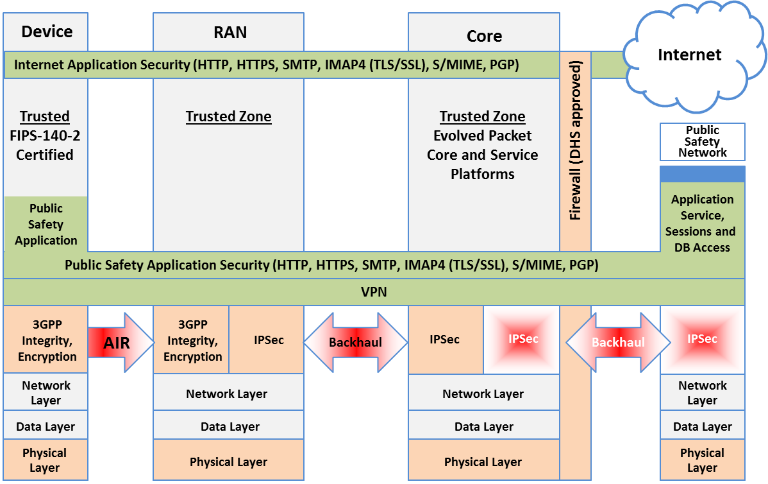 Device
RAN
Core
Internet
Internet Application Security (HTTP, HTTPS, SMTP, IMAP4 (TLS/SSL), S/MIME, PGP)
Trusted
FIPS-140-2
Certified
Trusted Zone
Trusted Zone
Evolved Packet
Core and Service
Platforms
Firewall (DHS approved)
Public
Safety
Network
Public
Safety
Application
Application
Service,
Sessions and
DB Access
Public Safety Application Security (HTTP, HTTPS, SMTP, IMAP4 (TLS/SSL), S/MIME, PGP)
VPN
3GPP
Integrity,
Encryption
AIR
3GPP
Integrity,
Encryption
IPSec
Backhaul
IPSec
IPSec
Backhaul
IPSec
Network
Layer
Network Layer
Network Layer
Network
Layer
Data Layer
Data Layer
Data Layer
Data Layer
Physical
Layer
Physical Layer
Physical Layer
Physical
Layer